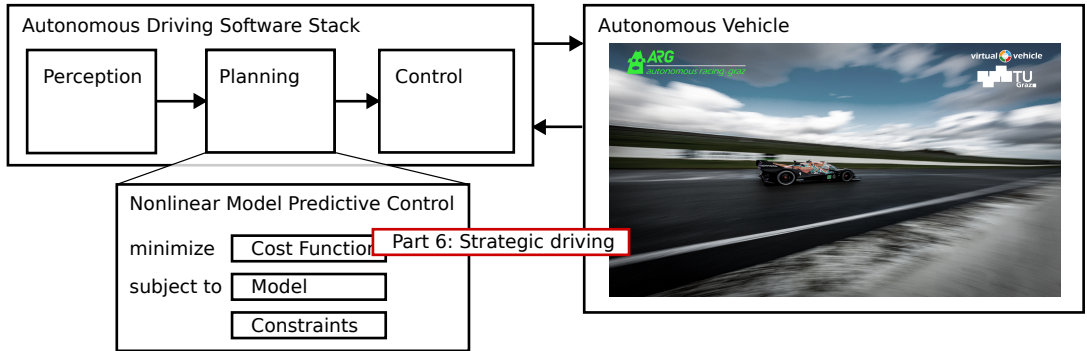 Autonomous Driving Software Stack
Perception
Planning
Control
Nonlinear Model Predictive Control
minimize
Cost Function
Part 6: Strategic driving
subject to
Model
Constraints
Autonomous Vehicle
ARG
autonomous racing graz
virtual vehicle
TU
Graz